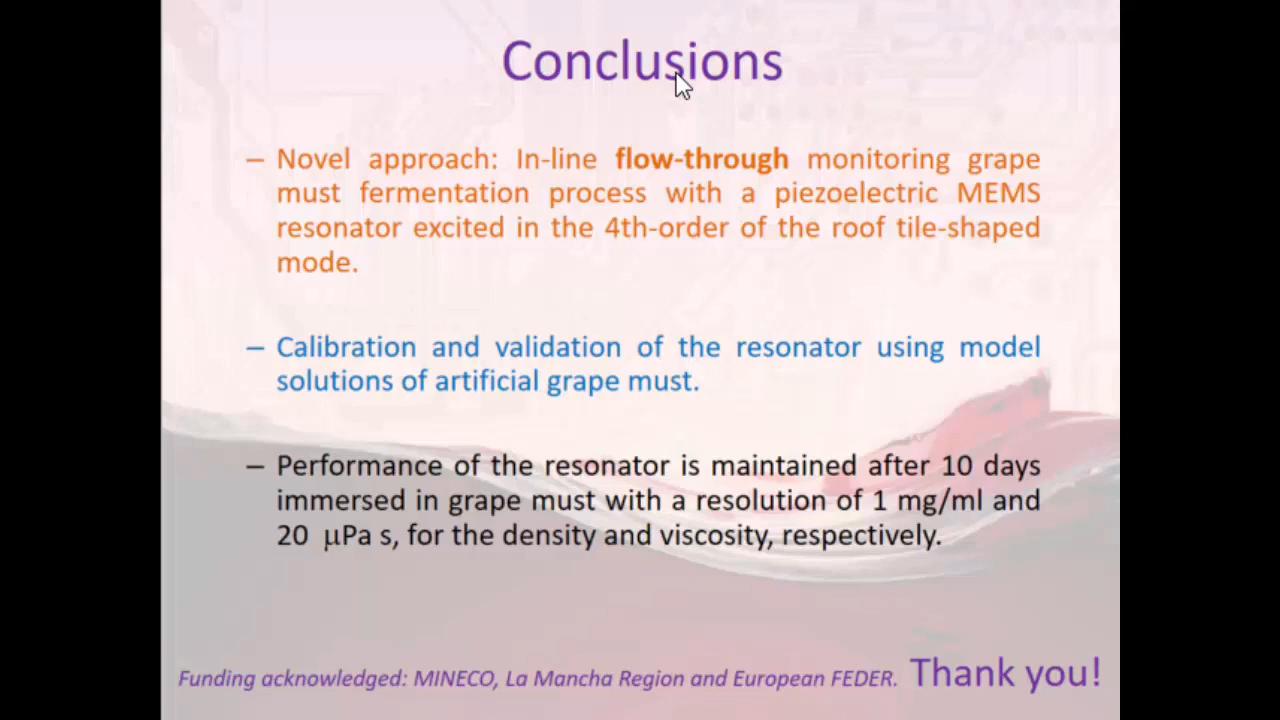 Conclusions
– Novel approach: In-line flow-through monitoring grape
must fermentation process with a piezoelectric MEMS
resonator excited in the 4th-order of the roof tile-shaped
mode.
– Calibration and validation of the resonator using model
solutions of artificial grape must.
– Performance of the resonator is maintained after 10 days
immersed in grape must with a resolution of 1 mg/ml and
20 µPa s, for the density and viscosity, respectively.
Funding acknowledged: MINECO, La Mancha Region and European FEDER. Thank you!